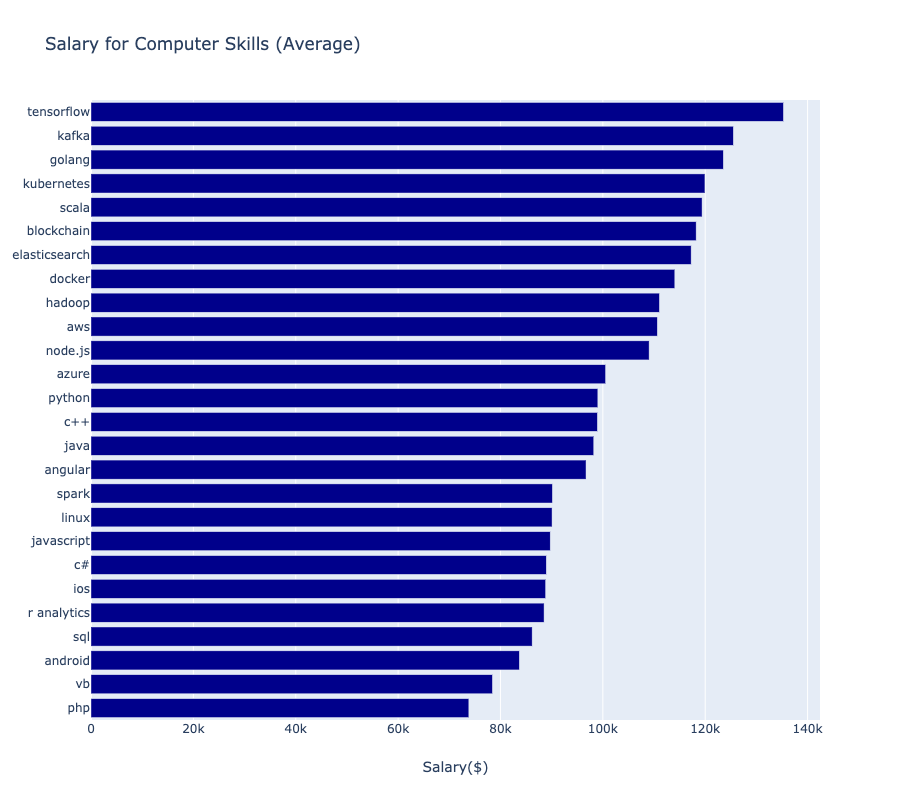 Salary for Computer Skills (Average)
tensorflow
kafka
golang
kubernetes
scala
blockchain
elasticsearch
docker
hadoop
aws
node.js
azure
python
c++
java
angular
spark
linux
javascript
c#
ios
r analytics
sql
android
vb
php
0 20k 40k 60k 80k 100k 120k 140k
Salary($)